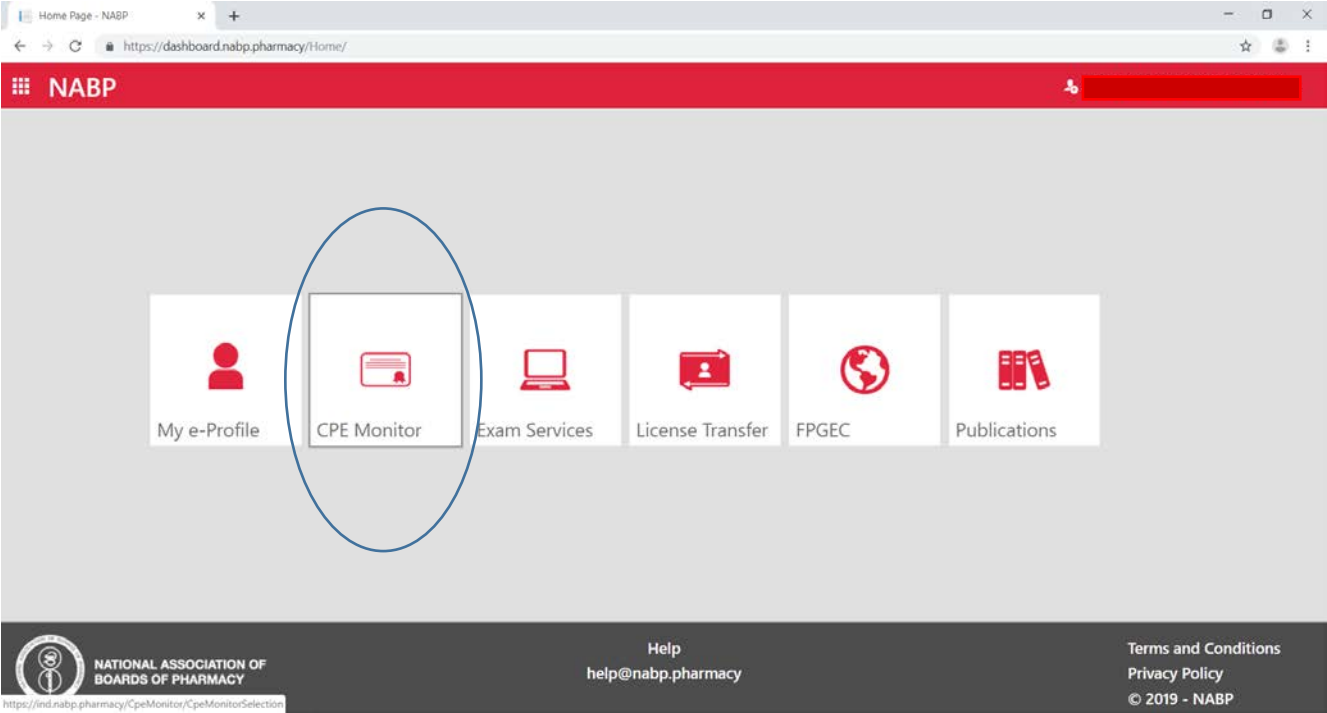 Home Page - NABP
https://dashboard.nabp.pharmacy/Home/
NABP
My e-Profile
CPE Monitor
Exam Services
License Transfer
FPGEC
Publications
NATIONAL ASSOCIATION OF
BOARDS OF PHARMACY
Help
help@nabp.pharmacy
Terms and Conditions
Privacy Policy
© 2019 - NABP
https://ind.nabp.pharmacy/CpeMonitor/CpeMonitorSelection